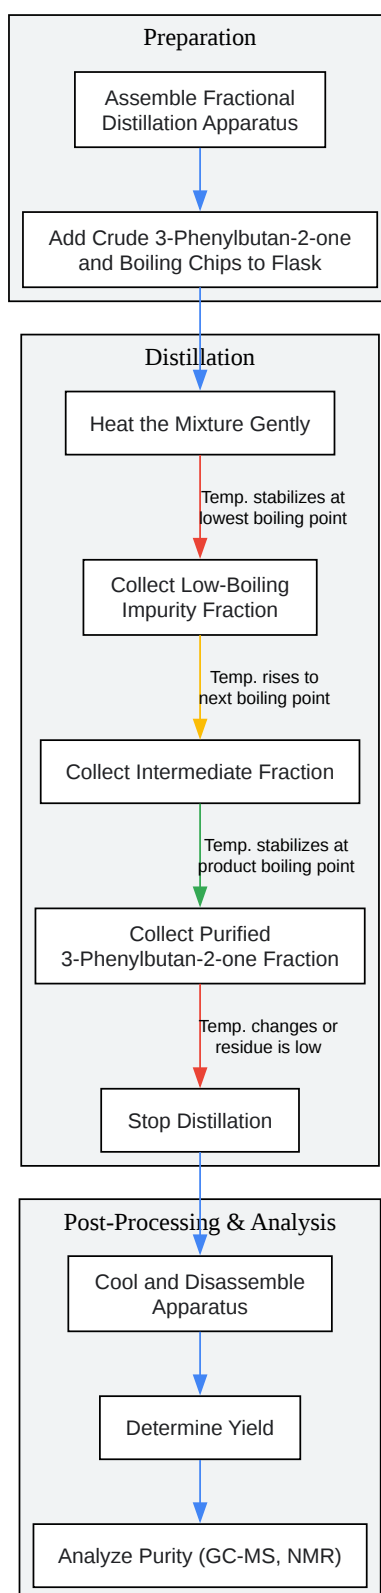 Preparation
Assemble Fractional
Distillation Apparatus
Add Crude 3-Phenylbutan-2-one
and Boiling Chips to Flask
Distillation
Heat the Mixture Gently
Temp. stabilizes at
lowest boiling point
Collect Low-Boiling
Impurity Fraction
Temp. rises to
next boiling point
Collect Intermediate Fraction
Temp. stabilizes at
product boiling point
Collect Purified
3-Phenylbutan-2-one Fraction
Temp. changes or
residue is low
Stop Distillation
Post-Processing & Analysis
Cool and Disassemble
Apparatus
Determine Yield
Analyze Purity (GC-MS, NMR)